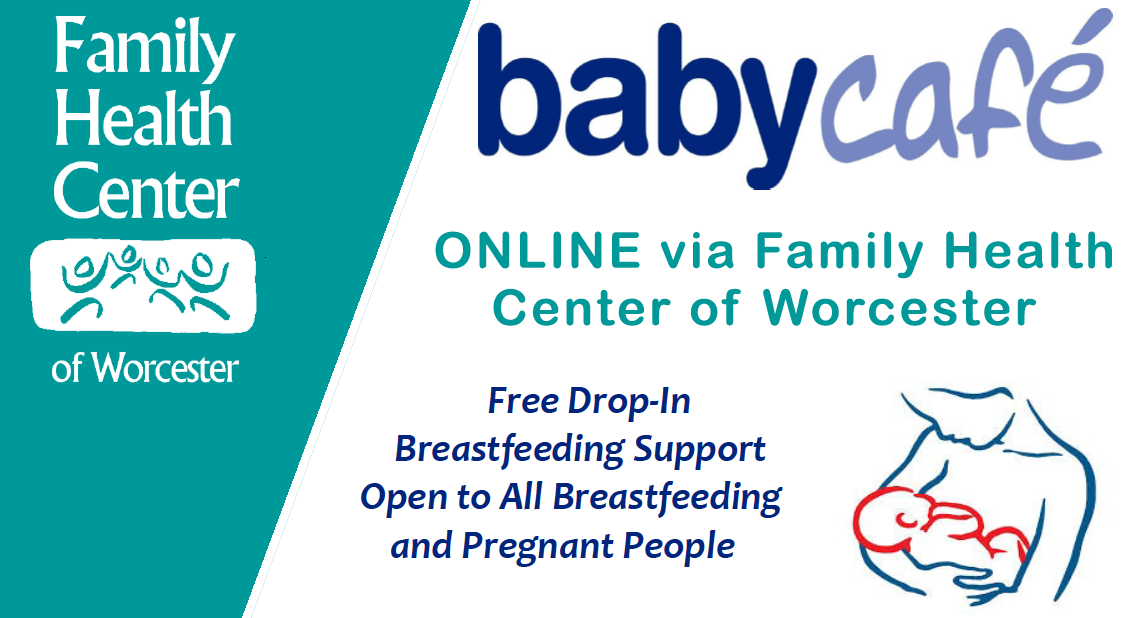 Family
Health
Center
of Worcester
babycafé
ONLINE via Family Health
Center of Worcester
Free Drop-In
Breastfeeding Support
Open to All Breastfeeding
and Pregnant People